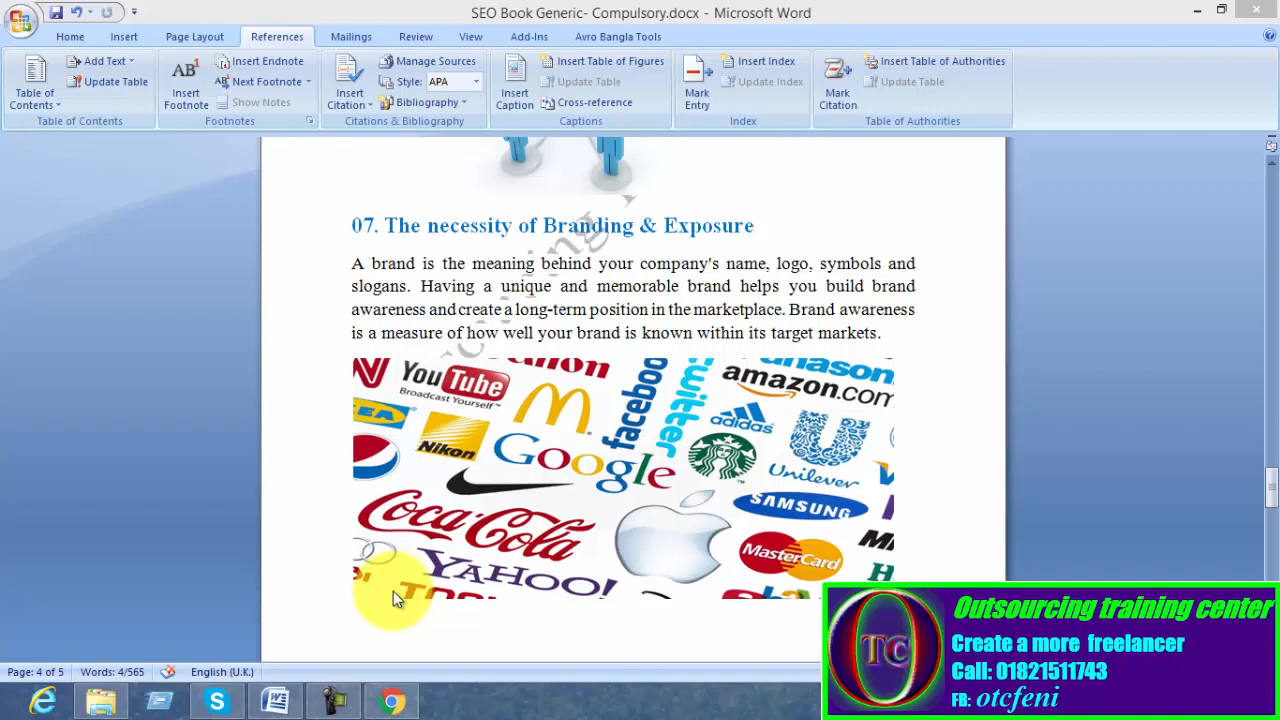 SEO Book Generic- Compulsory.docx - Microsoft Word
Home Insert Page Layout References Mailings Review View Add-Ins Avro Bangla Tools
Table of Contents
Add Text
Update Table
Table of Contents
AB1 Insert Footnote
Insert Endnote
AB1 Next Footnote
Show Notes
Footnotes
Insert Citation
Manage Sources
Style: APA
Bibliography
Citations & Bibliography
Insert Caption
Insert Table of Figures
Update Table
Cross-reference
Captions
Mark Entry
Insert Index
Update Index
Index
Mark Citation
Insert Table of Authorities
Update Table
Table of Authorities
07. The necessity of Branding & Exposure
A brand is the meaning behind your company's name, logo, symbols and
slogans. Having a unique and memorable brand helps you build brand
awareness and create a long-term position in the marketplace. Brand awareness
is a measure of how well your brand is known within its target markets.
YouTube
Broadcast Yourself™
faceboo
twitter
amazon.com
adidas
Nikon
Google
Unilever
Coca-Cola
SAMSUNG
MasterCard
YAHOO!
Page: 4 of 5 Words: 4/565 English (U.K.)
OTC
Outsourcing training center
Create a more freelancer
Call: 01821511743
FB: otcfeni